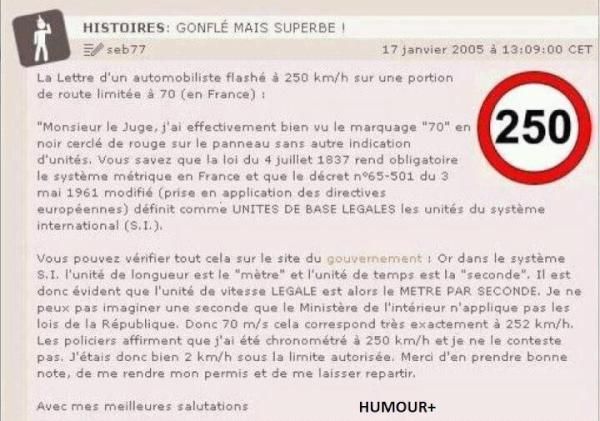 HISTOIRES: GONFLÉ MAIS SUPERBE !
seb77 17 janvier 2005 à 13:09:00 CET
La Lettre d'un automobiliste flashé à 250 km/h sur une portion
de route limitée à 70 (en France) :
"Monsieur le Juge, j'ai effectivement bien vu le marquage "70" en
noir cerclé de rouge sur le panneau sans autre indication
d'unités. Vous savez que la loi du 4 juillet 1837 rend obligatoire
le système métrique en France et que le décret n°65-501 du 3
mai 1961 modifié (prise en application des directives
européennes) définit comme UNITES DE BASE LEGALES les unités du système
international (S.I.).
250
Vous pouvez vérifier tout cela sur le site du gouvernement : Or dans le système
S.I. l'unité de longueur est le "mètre" et l'unité de temps est la "seconde". Il est
donc évident que l'unité de vitesse LEGALE est alors le METRE PAR SECONDE. Je ne
peux pas imaginer une seconde que le Ministère de l'intérieur n'applique pas les
lois de la République. Donc 70 m/s cela correspond très exactement à 252 km/h.
Les policiers affirment que j'ai été chronométré à 250 km/h et je ne le conteste
pas. J'étais donc bien 2 km/h sous la limite autorisée. Merci d'en prendre bonne
note, de me rendre mon permis et de me laisser repartir.
Avec mes meilleures salutations
HUMOUR+